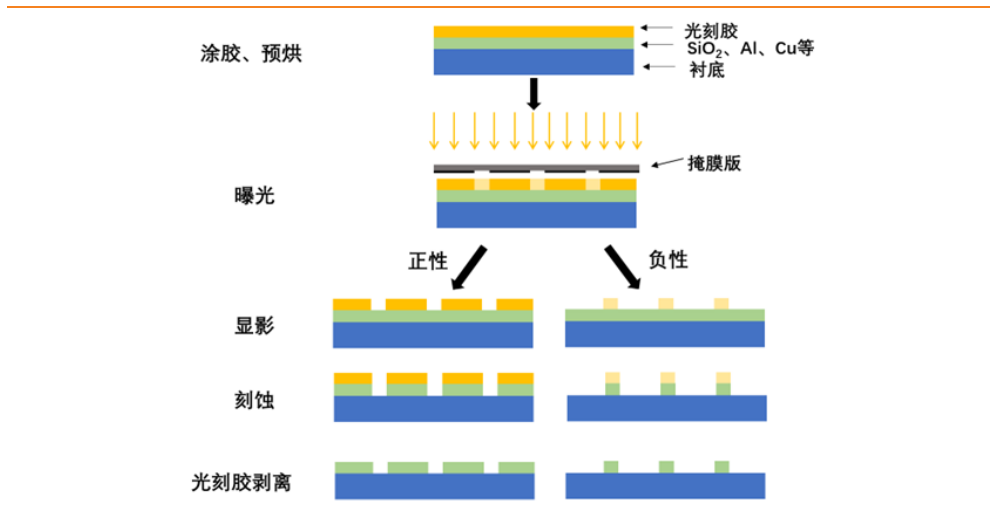 光刻胶
涂胶、预烘
SiO₂、Al、Cu等
衬底
掩膜版
曝光
正性
负性
显影
刻蚀
光刻胶剥离